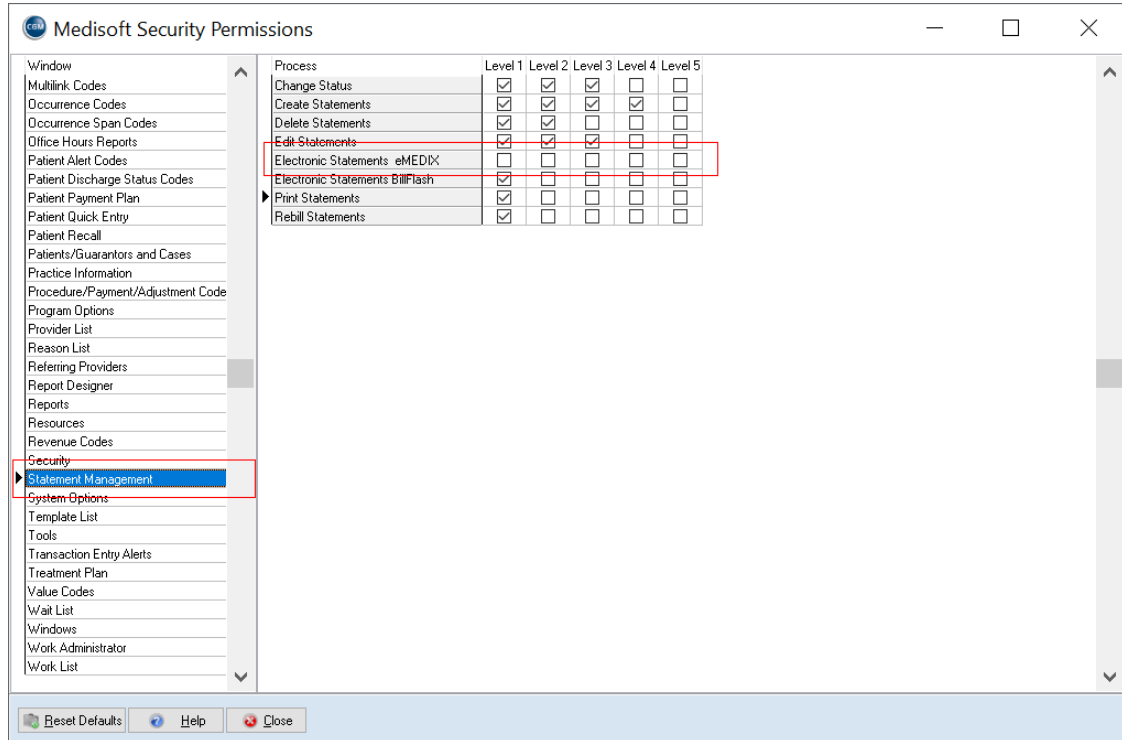 CGM Medisoft Security Permissions
Window
Multilink Codes
Occurrence Codes
Occurrence Span Codes
Office Hours Reports
Patient Alert Codes
Patient Discharge Status Codes
Patient Payment Plan
Patient Quick Entry
Patient Recall
Patients/Guarantors and Cases
Practice Information
Procedure/Payment/Adjustment Code
Program Options
Provider List
Reason List
Referring Providers
Report Designer
Reports
Resources
Revenue Codes
Security
Statement Management
System Options
Template List
Tools
Transaction Entry Alerts
Treatment Plan
Value Codes
Wait List
Windows
Work Administrator
Work List
Process Level 1 Level 2 Level 3 Level 4 Level 5
Change Status
Create Statements
Delete Statements
Edit Statements
Electronic Statements eMEDIX
Electronic Statements BillFlash
Print Statements
Rebill Statements
Reset Defaults Help Close